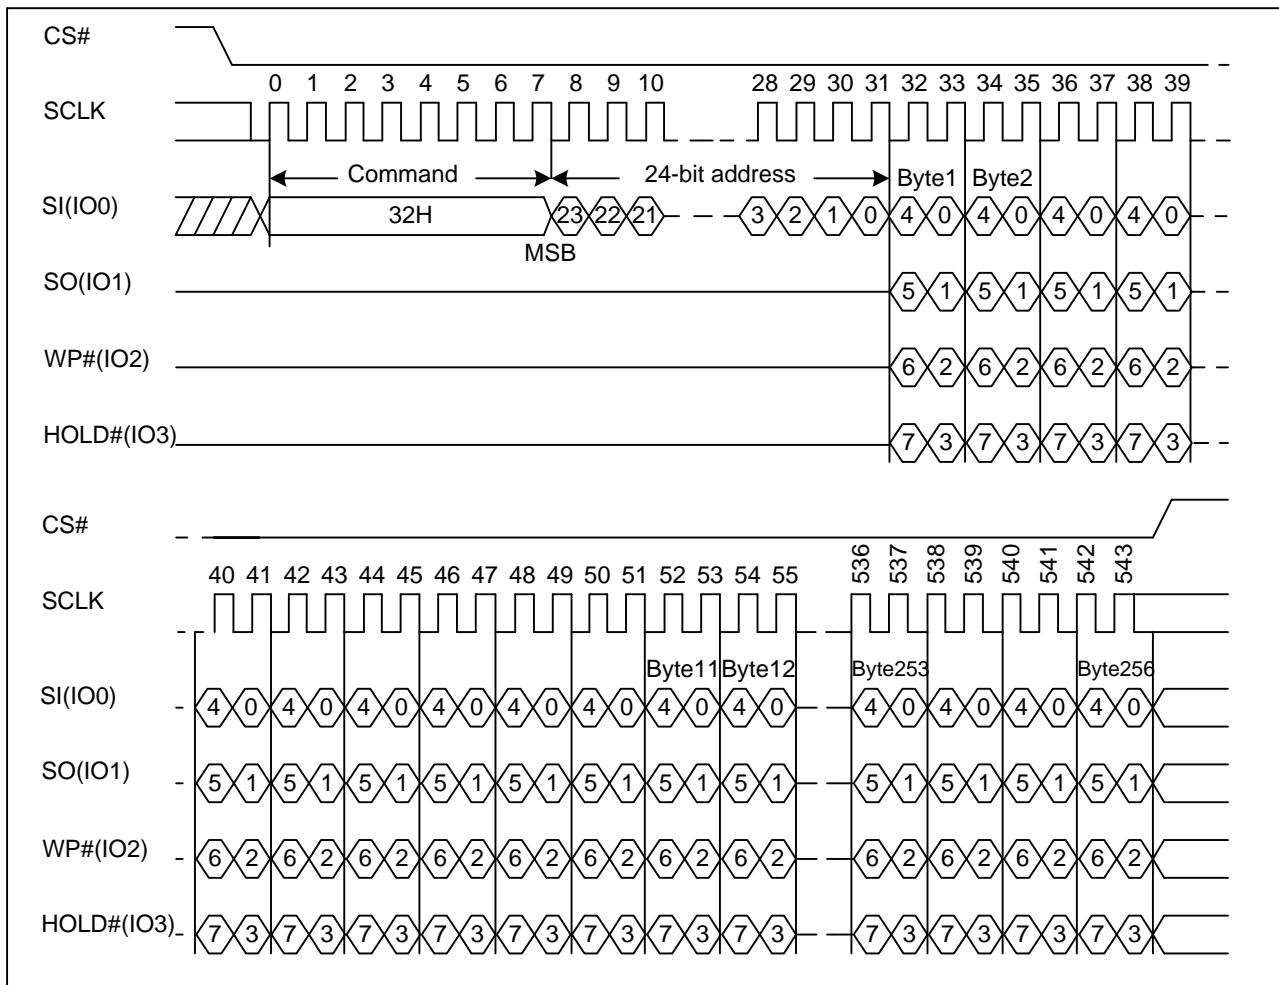 CS#
0 1 2 3 4 5 6 7 8 9 10 28 29 30 31 32 33 34 35 36 37 38 39
SCLK
Command 24-bit address Byte1 Byte2
SI(IO0) 32H 23 22 21 3 2 1 0 4 0 4 0 4 0 4 0
MSB
SO(IO1) 5 1 5 1 5 1 5 1
WP#(IO2) 6 2 6 2 6 2 6 2
HOLD#(IO3) 7 3 7 3 7 3 7 3
CS#
40 41 42 43 44 45 46 47 48 49 50 51 52 53 54 55 536 537 538 539 540 541 542 543
SCLK
Byte11 Byte12 Byte253 Byte256
SI(IO0) 4 0 4 0 4 0 4 0 4 0 4 0 4 0 4 0 4 0 4 0 4 0 4 0
SO(IO1) 5 1 5 1 5 1 5 1 5 1 5 1 5 1 5 1 5 1 5 1 5 1 5 1
WP#(IO2) 6 2 6 2 6 2 6 2 6 2 6 2 6 2 6 2 6 2 6 2 6 2 6 2
HOLD#(IO3) 7 3 7 3 7 3 7 3 7 3 7 3 7 3 7 3 7 3 7 3 7 3 7 3